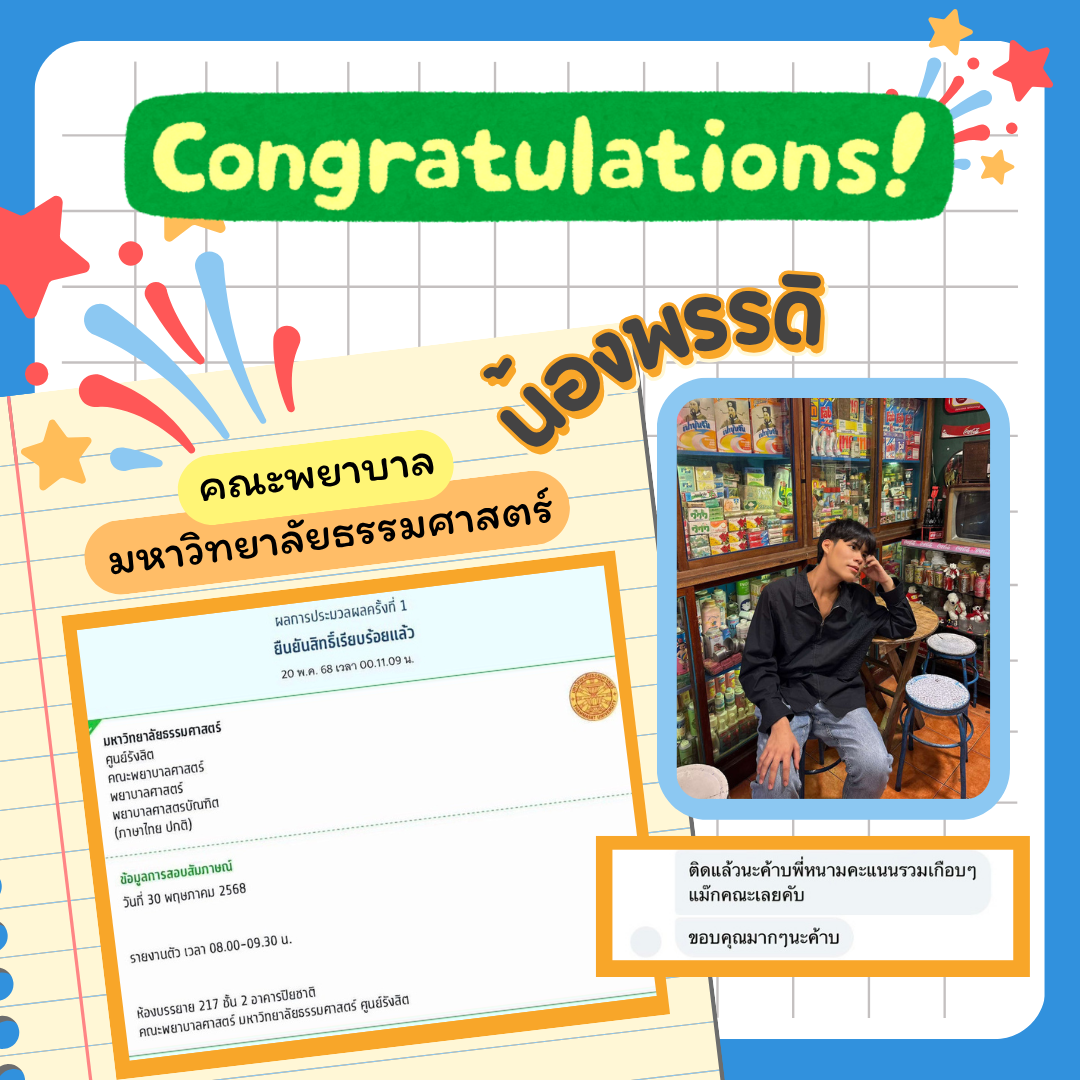 Congratulations!
น้องพรรดิ
คณะพยาบาล
มหาวิทยาลัยธรรมศาสตร์
ผลการประมวลผลครั้งที่ 1
ยืนยันสิทธิ์เรียบร้อยแล้ว
20 พ.ค. 68 เวลา 00.11.09 น.
มหาวิทยาลัยธรรมศาสตร์
ศูนย์รังสิต
คณะพยาบาลศาสตร์
พยาบาลศาสตร์
พยาบาลศาสตรบัณฑิต
(ภาษาไทย ปกติ)
ข้อมูลการสอบสัมภาษณ์
วันที่ 30 พฤษภาคม 2568
รายงานตัว เวลา 08.00-09.30 น.
ห้องบรรยาย 217 ชั้น 2 อาคารปิยชาติ
คณะพยาบาลศาสตร์ มหาวิทยาลัยธรรมศาสตร์ ศูนย์รังสิต
ติดแล้วนะค้าบพี่หนามคะแนนรวมเกือบๆ
แม๊กคณะเลยคับ
ขอบคุณมากๆนะค้าบ